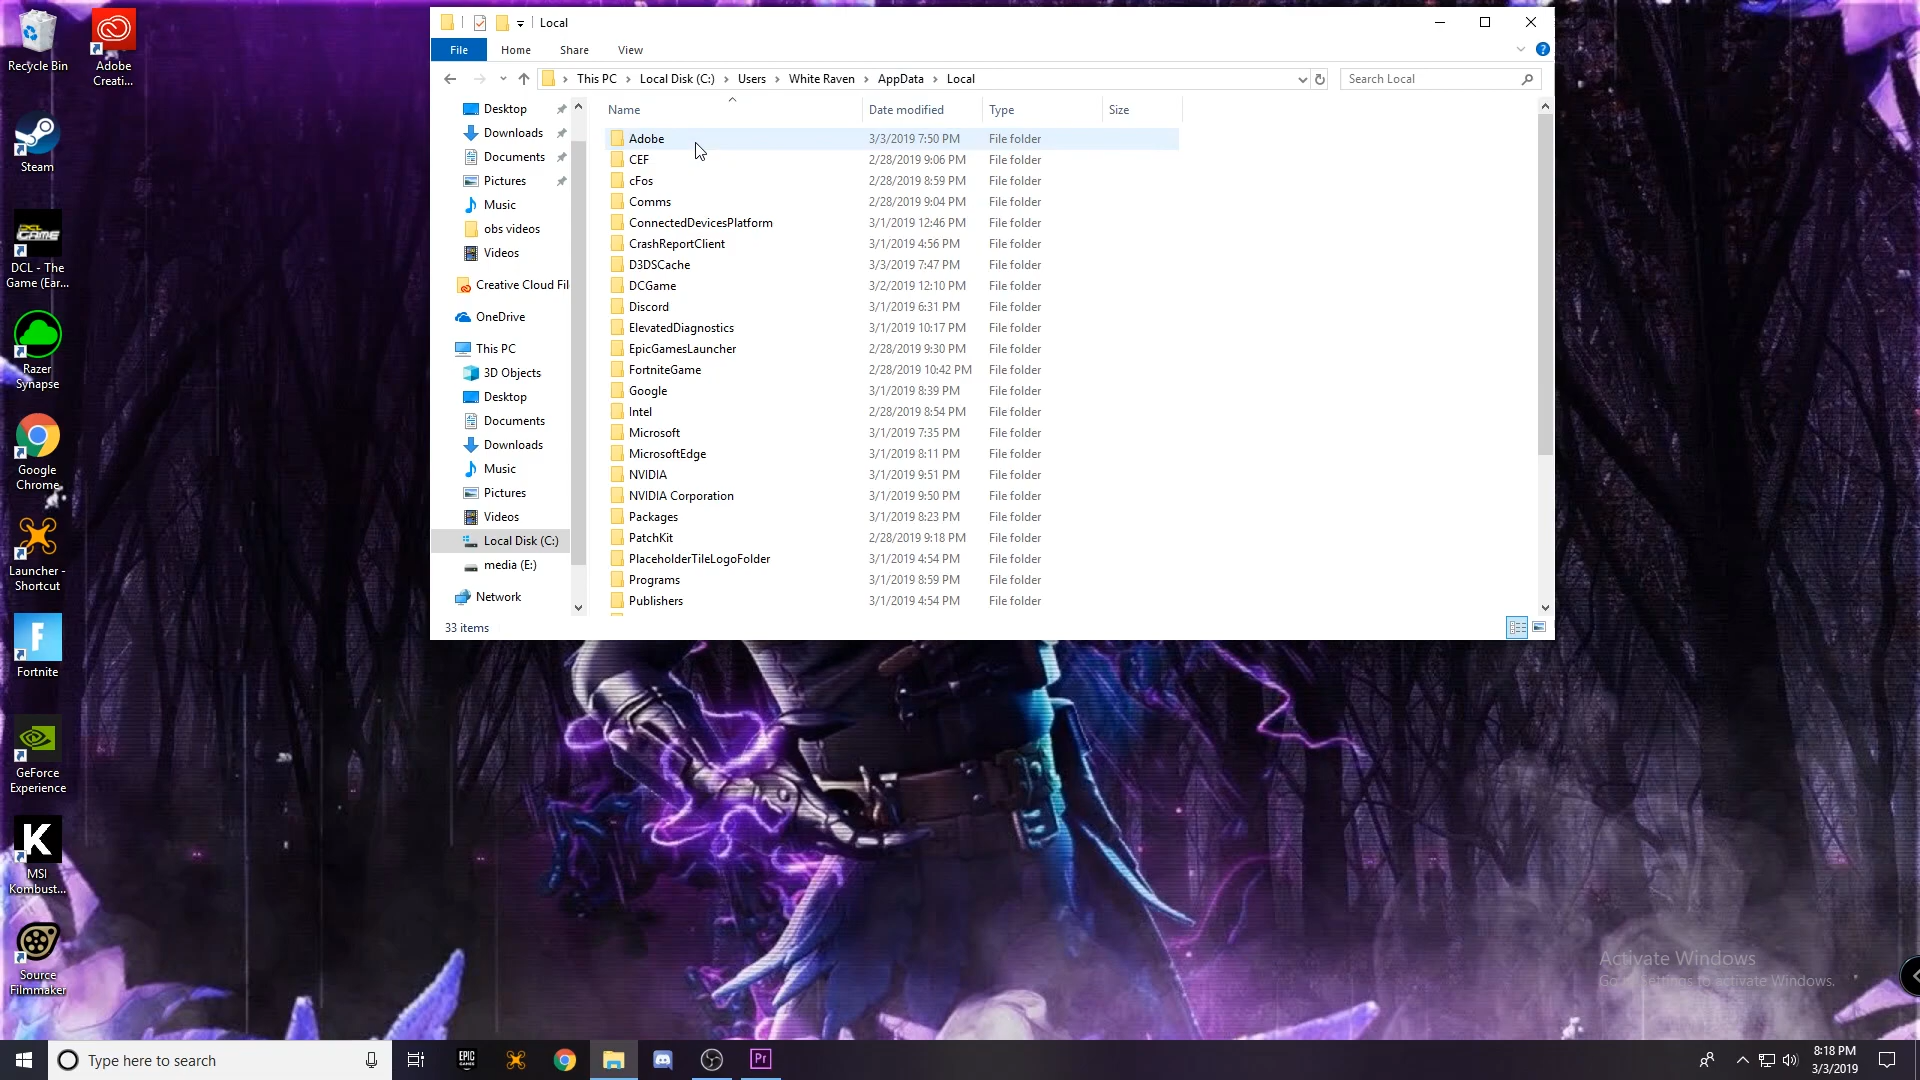 Recycle Bin
Adobe
Creati...
Steam
DCL
GAME
DCL - The
Game (Ear...
Razer
Synapse
Google
Chrome
Launcher -
Shortcut
F
Fortnite
GeForce
Experience
K
MSI
Kombust...
Source
Filmmaker
Local
File
Home
Share
View
This PC
Local Disk (C:)
Users
White Raven
AppData
Local
Search Local
Desktop
Downloads
Documents
Pictures
Music
obs videos
Videos
Creative Cloud Fil
OneDrive
This PC
3D Objects
Desktop
Documents
Downloads
Music
Pictures
Videos
Local Disk (C:)
media (E:)
Network
Name Date modified Type Size
Adobe 3/3/2019 7:50 PM File folder
CEF 2/28/2019 9:06 PM File folder
cFos 2/28/2019 8:59 PM File folder
Comms 2/28/2019 9:04 PM File folder
ConnectedDevicesPlatform 3/1/2019 12:46 PM File folder
CrashReportClient 3/1/2019 4:56 PM File folder
D3DSCache 3/3/2019 7:47 PM File folder
DCGame 3/2/2019 12:10 PM File folder
Discord 3/1/2019 6:31 PM File folder
ElevatedDiagnostics 3/1/2019 10:17 PM File folder
EpicGamesLauncher 2/28/2019 9:30 PM File folder
FortniteGame 2/28/2019 10:42 PM File folder
Google 3/1/2019 8:39 PM File folder
Intel 2/28/2019 8:54 PM File folder
Microsoft 3/1/2019 7:35 PM File folder
MicrosoftEdge 3/1/2019 8:11 PM File folder
NVIDIA 3/1/2019 9:51 PM File folder
NVIDIA Corporation 3/1/2019 9:50 PM File folder
Packages 3/1/2019 8:23 PM File folder
PatchKit 2/28/2019 9:18 PM File folder
PlaceholderTileLogoFolder 3/1/2019 4:54 PM File folder
Programs 3/1/2019 8:59 PM File folder
Publishers 3/1/2019 4:54 PM File folder
33 items
Activate Windows
Go to Settings to activate Windows.
Type here to search
EPIC
GAMES
Pr
8:18 PM
3/3/2019